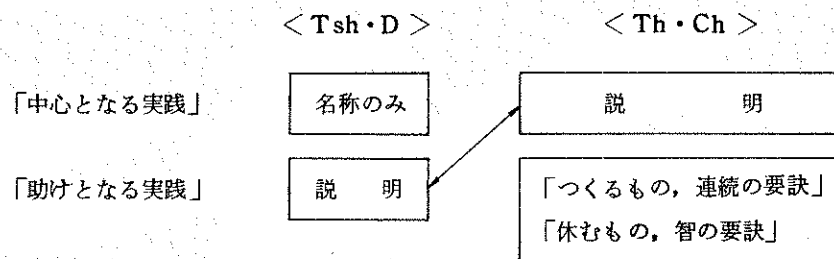 < Tsh・D > < Th・Ch >
「中心となる実践」 名称のみ 説 明
「助けとなる実践」 説 明 「つくるもの，連続の要訣」
「休むもの，智の要訣」